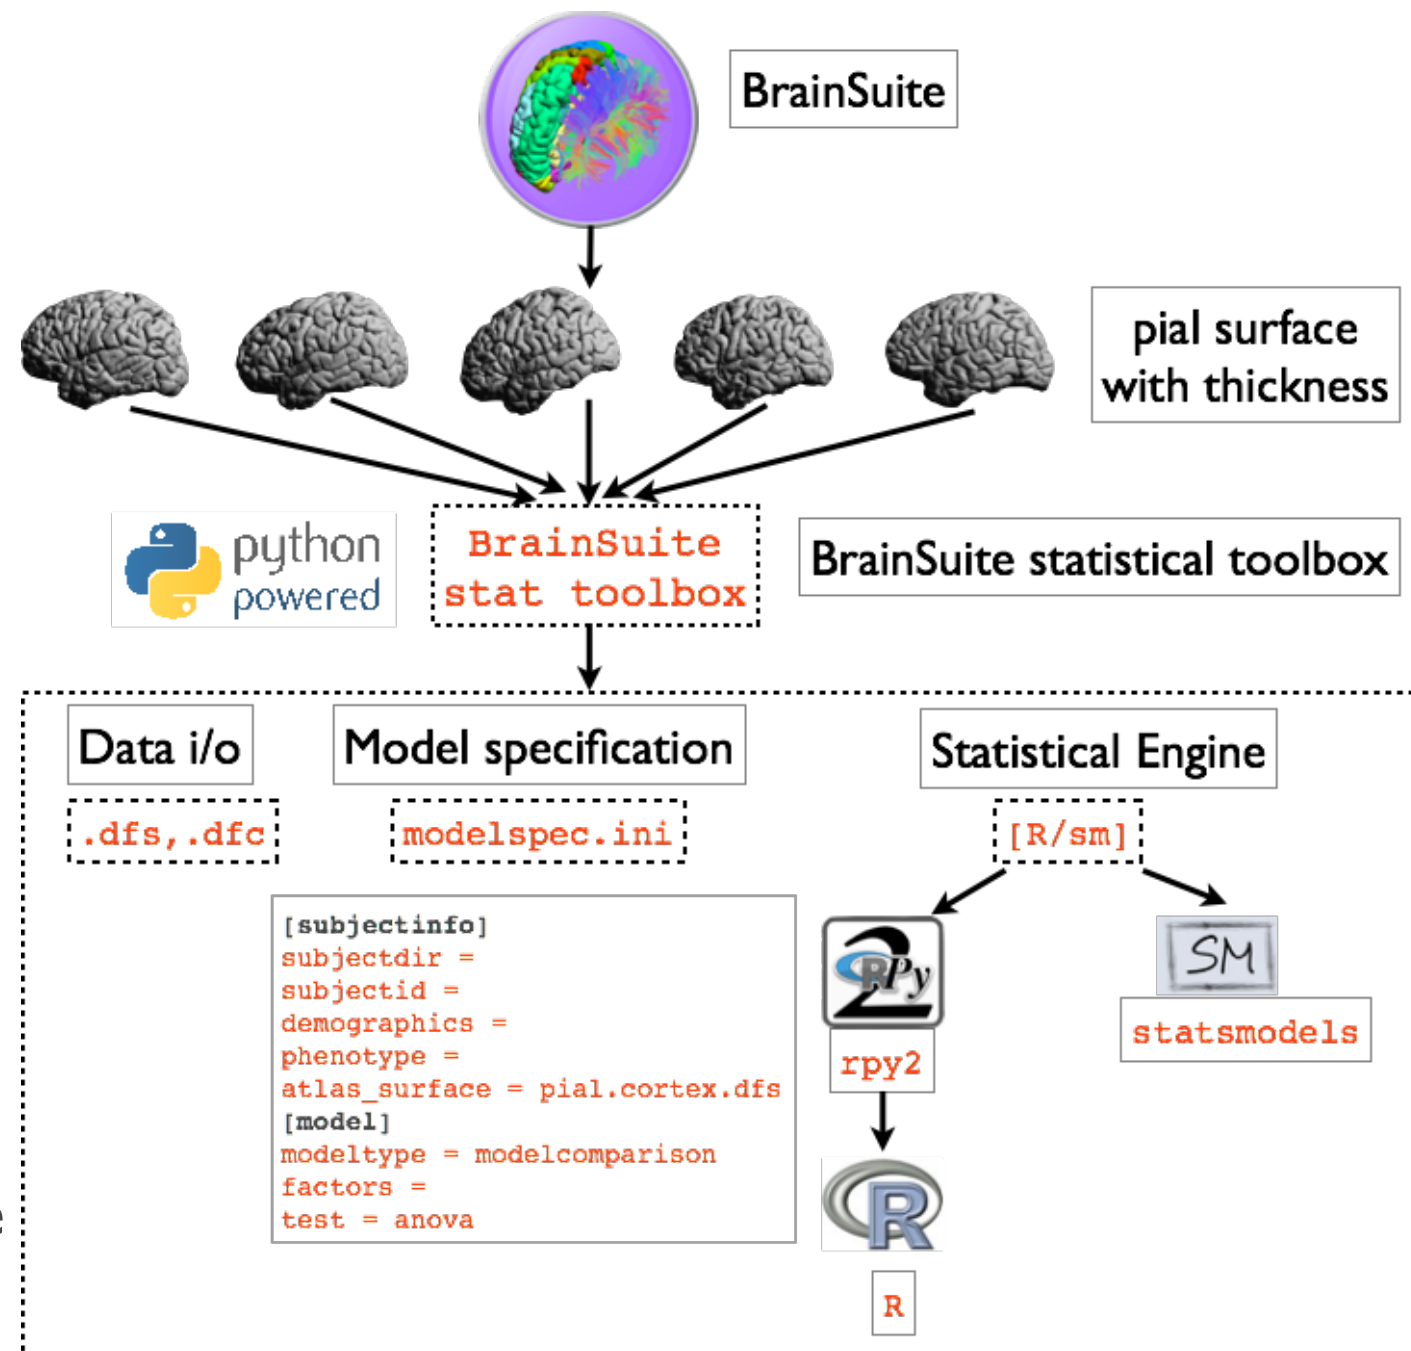 BrainSuite
pial surface
with thickness
python
powered
BrainSuite
stat toolbox
BrainSuite statistical toolbox
Data i/o
Model specification
Statistical Engine
.dfs,.dfc
modelspec.ini
[R/sm]
[subjectinfo]
subjectdir =
subjectid =
demographics =
phenotype =
atlas_surface = pial.cortex.dfs
[model]
modeltype = modelcomparison
factors =
test = anova
2
RPy
SM
rpy2
statsmodels
R
R
e